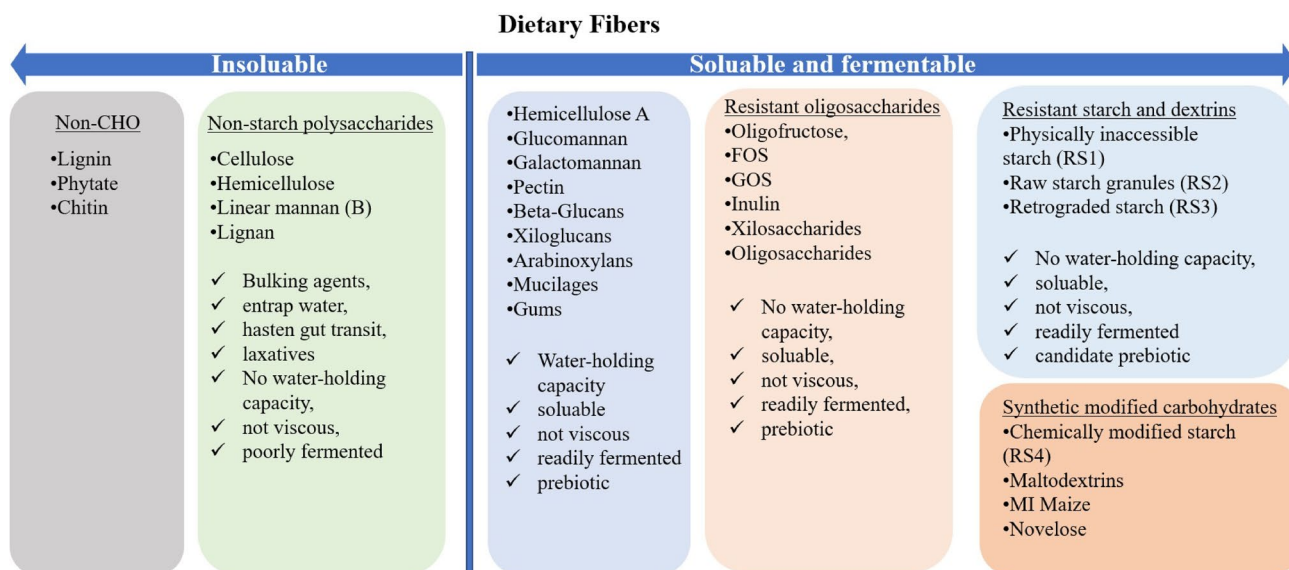 Dietary Fibers
Insoluable
Soluable and fermentable
Non-CHO
•Lignin
•Phytate
•Chitin
Non-starch polysaccharides
•Cellulose
•Hemicellulose
•Linear mannan (B)
•Lignan
✓ Bulking agents,
✓ entrap water,
✓ hasten gut transit,
✓ laxatives
✓ No water-holding
capacity,
✓ not viscous,
✓ poorly fermented
•Hemicellulose A
•Glucomannan
•Galactomannan
•Pectin
•Beta-Glucans
•Xiloglucans
•Arabinoxylans
•Mucilages
•Gums
✓ Water-holding
capacity
✓ soluable
✓ not viscous
✓ readily fermented
✓ prebiotic
Resistant oligosaccharides
•Oligofructose,
•FOS
•GOS
•Inulin
•Xilosaccharides
•Oligosaccharides
✓ No water-holding
capacity,
✓ soluable,
✓ not viscous,
✓ readily fermented,
✓ prebiotic
Resistant starch and dextrins
•Physically inaccessible
starch (RS1)
•Raw starch granules (RS2)
•Retrograded starch (RS3)
✓ No water-holding capacity,
✓ soluable,
✓ not viscous,
✓ readily fermented
✓ candidate prebiotic
Synthetic modified carbohydrates
•Chemically modified starch
(RS4)
•Maltodextrins
•MI Maize
•Novelose